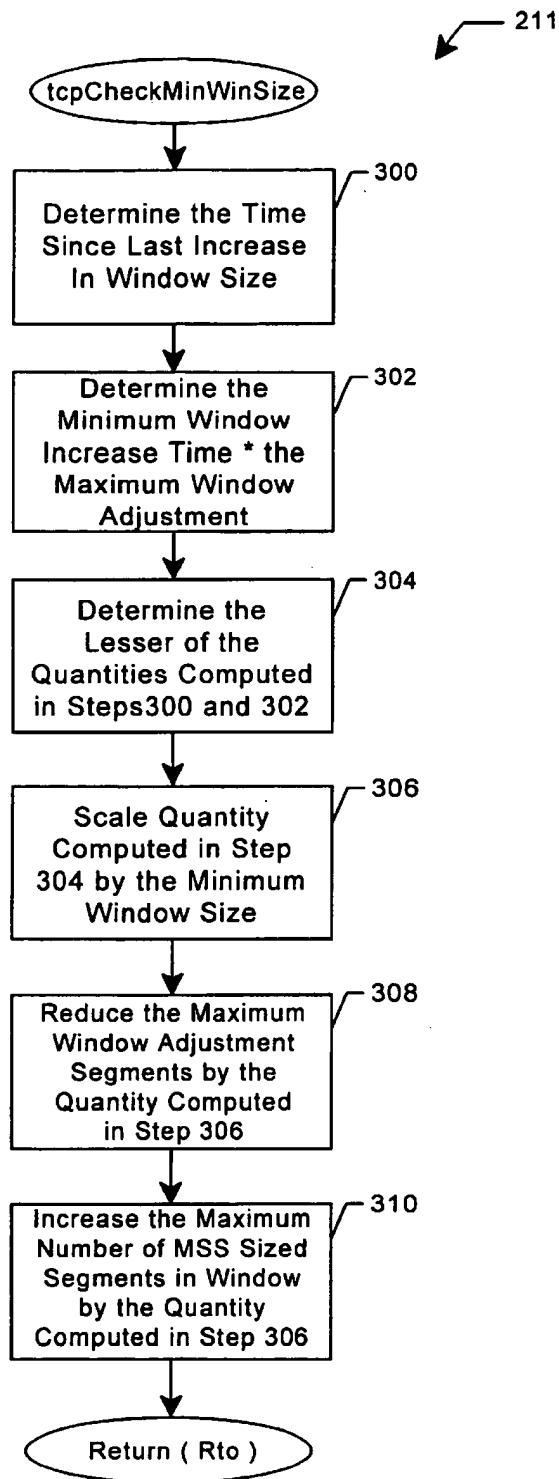 211
tcpCheckMinWinSize
300
Determine the Time
Since Last Increase
In Window Size
302
Determine the
Minimum Window
Increase Time * the
Maximum Window
Adjustment
304
Determine the
Lesser of the
Quantities Computed
in Steps300 and 302
306
Scale Quantity
Computed in Step
304 by the Minimum
Window Size
308
Reduce the Maximum
Window Adjustment
Segments by the
Quantity Computed
in Step 306
310
Increase the Maximum
Number of MSS Sized
Segments in Window
by the Quantity
Computed in Step 306
Return ( Rto )